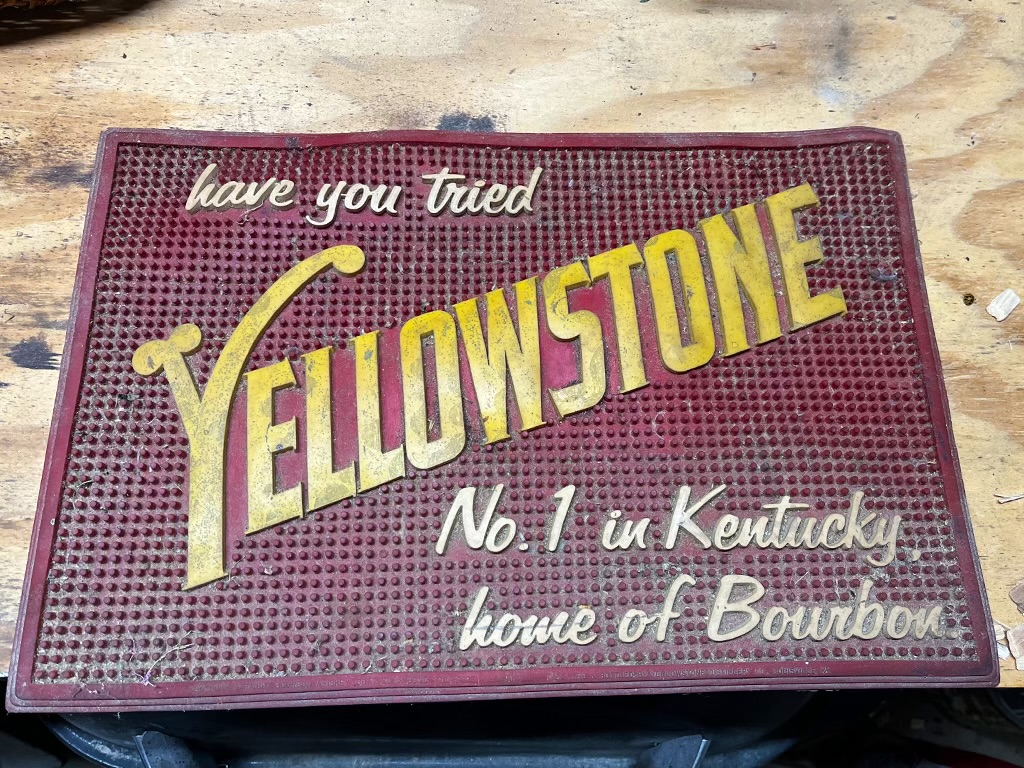 have you tried
YELLOWSTONE
No. 1 in Kentucky,
home of Bourbon.